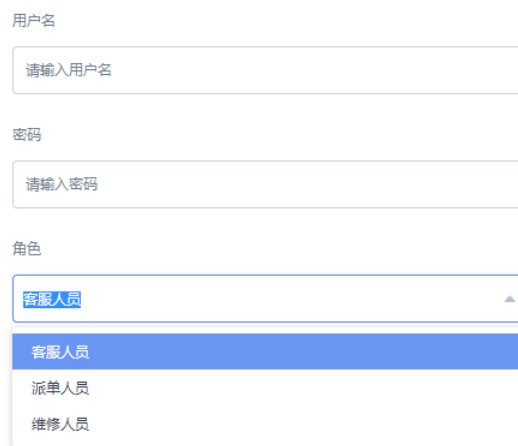 用户名
请输入用户名
密码
请输入密码
角色
客服人员
客服人员
派单人员
维修人员